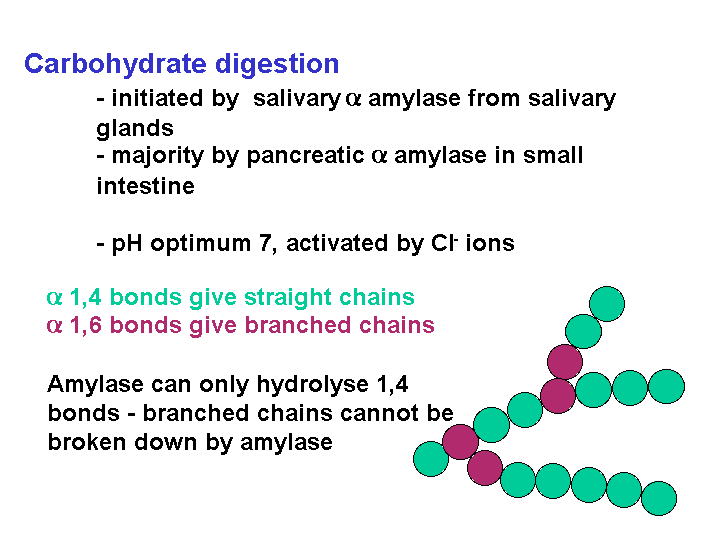 Carbohydrate digestion
- initiated by salivary α amylase from salivary
glands
- majority by pancreatic α amylase in small
intestine
- pH optimum 7, activated by Cl⁻ ions
α 1,4 bonds give straight chains
α 1,6 bonds give branched chains
Amylase can only hydrolyse 1,4
bonds - branched chains cannot be
broken down by amylase